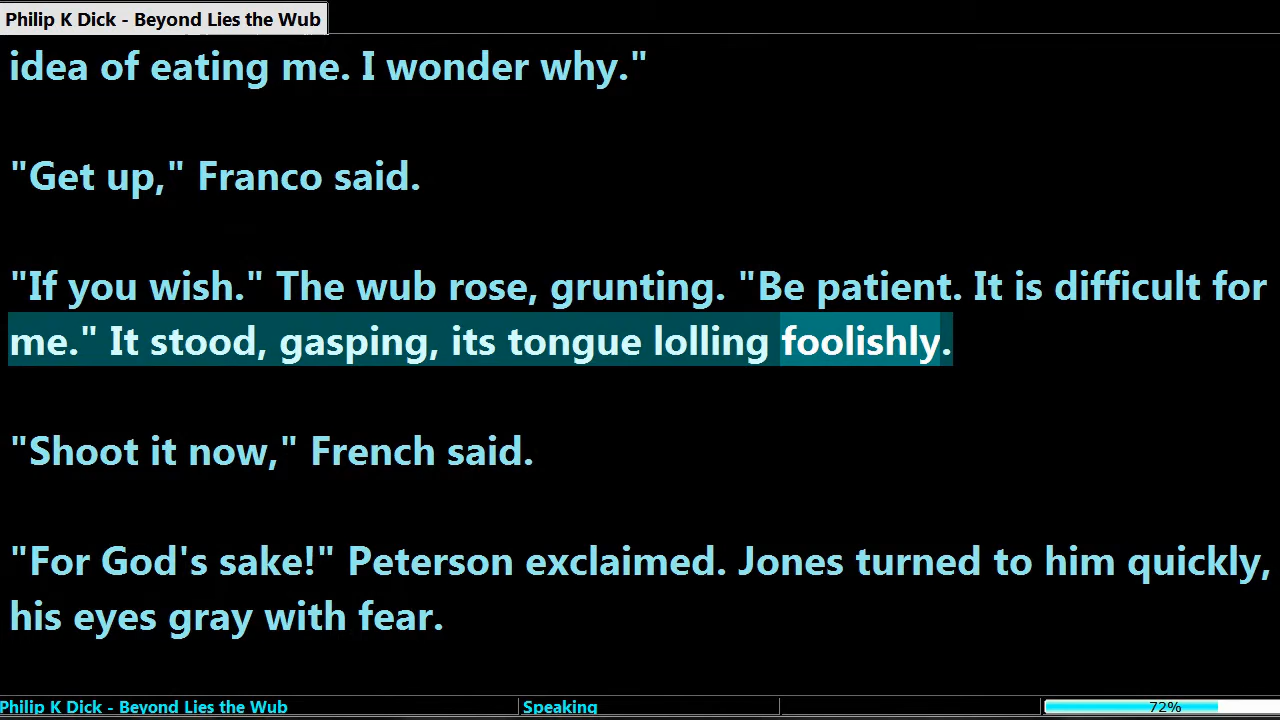 Philip K Dick - Beyond Lies the Wub
idea of eating me. I wonder why."
"Get up," Franco said.
"If you wish." The wub rose, grunting. "Be patient. It is difficult for
me." It stood, gasping, its tongue lolling foolishly.
"Shoot it now," French said.
"For God's sake!" Peterson exclaimed. Jones turned to him quickly,
his eyes gray with fear.
Philip K Dick - Beyond Lies the Wub
Speaking
72%